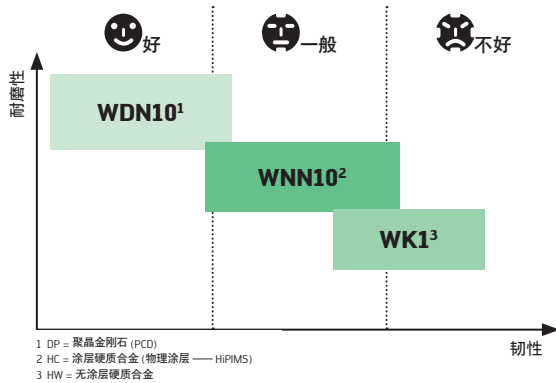 好
一般
不好
耐磨性
WDN10¹
WNN10²
WK1³
韧性
1 DP = 聚晶金刚石 (PCD)
2 HC = 涂层硬质合金 (物理涂层 —— HiPIMS)
3 HW = 无涂层硬质合金